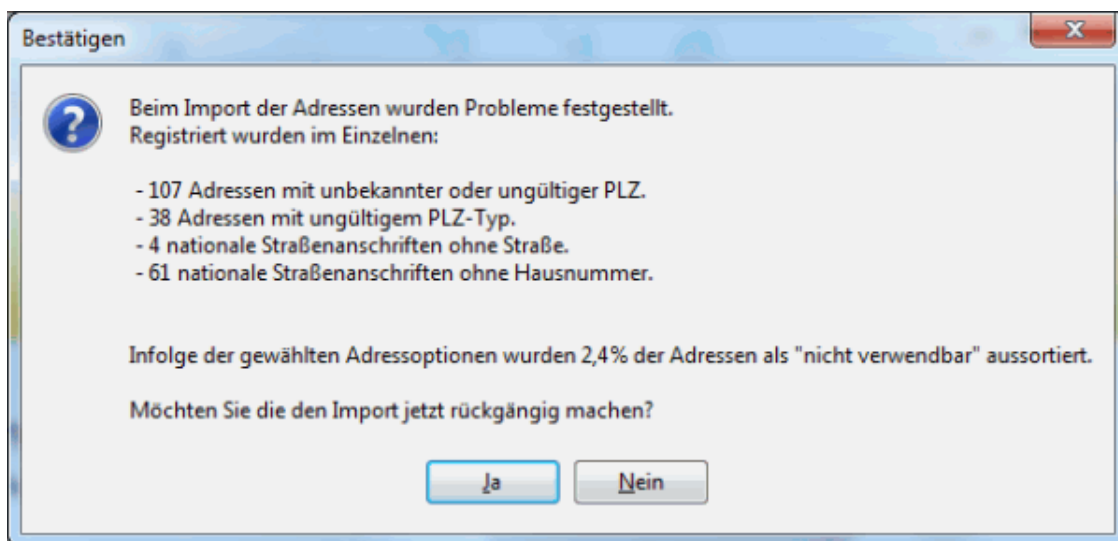 Bestätigen
Beim Import der Adressen wurden Probleme festgestellt.
Registriert wurden im Einzelnen:
- 107 Adressen mit unbekannter oder ungültiger PLZ.
- 38 Adressen mit ungültigem PLZ-Typ.
- 4 nationale Straßenanschriften ohne Straße.
- 61 nationale Straßenanschriften ohne Hausnummer.
Infolge der gewählten Adressoptionen wurden 2,4% der Adressen als "nicht verwendbar" aussortiert.
Möchten Sie die den Import jetzt rückgängig machen?
Ja
Nein